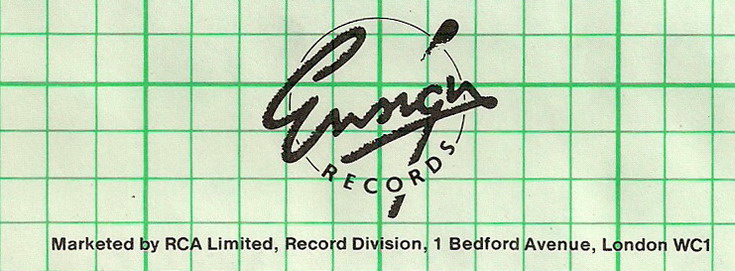 Ensign
RECORDS
Marketed by RCA Limited, Record Division, 1 Bedford Avenue, London WC1